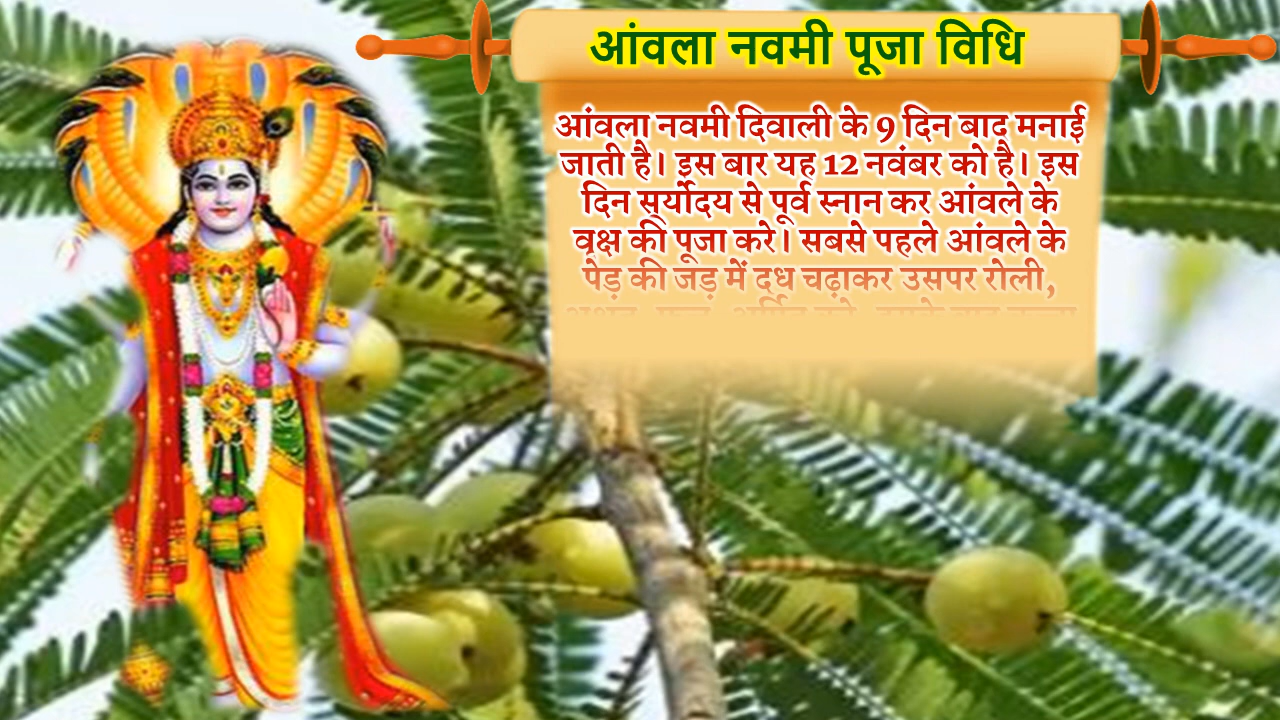 आंवला नवमी पूजा विधि
आंवला नवमी दिवाली के 9 दिन बाद मनाई
जाती है। इस बार यह 12 नवंबर को है। इस
दिन सूर्योदय से पूर्व स्नान कर आंवले के
वृक्ष की पूजा करे। सबसे पहले आंवले के
पेड़ की जड़ में दूध चढ़ाकर उसपर रोली,